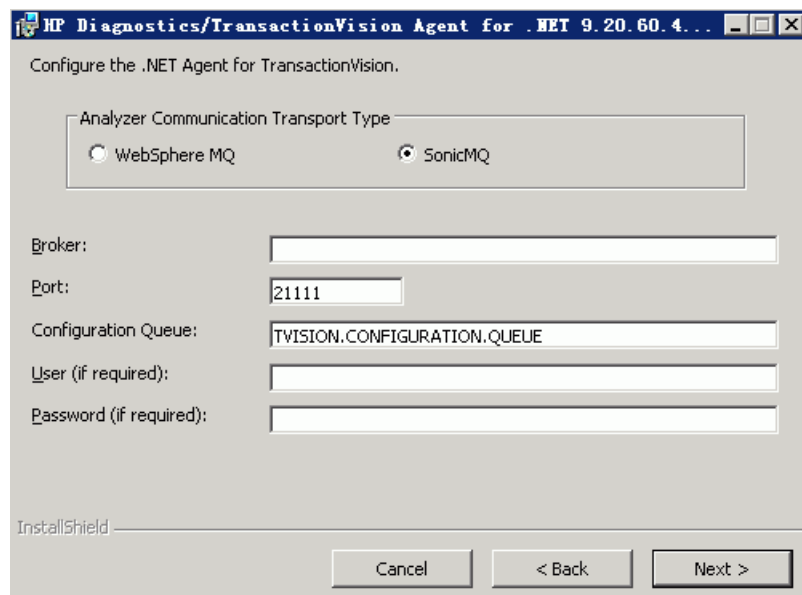 HP Diagnostics/TransactionVision Agent for .NET 9.20.60.4...
Configure the .NET Agent for TransactionVision.
Analyzer Communication Transport Type
WebSphere MQ
SonicMQ
Broker:
Port:
21111
Configuration Queue:
TVISION.CONFIGURATION.QUEUE
User (if required):
Password (if required):
InstallShield
Cancel
< Back
Next >